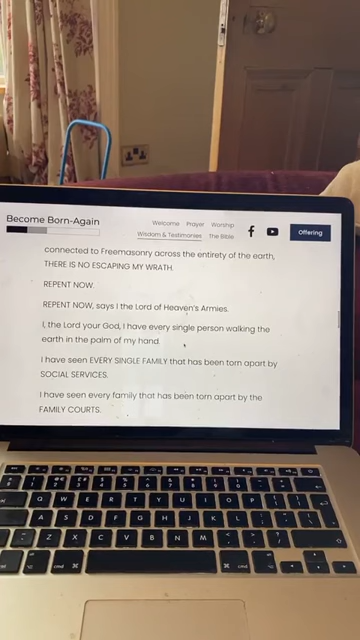 Become Born-Again
Welcome Prayer Worship
Wisdom & Testimonies The Bible
Offering
connected to Freemasonry across the entirety of the earth,
THERE IS NO ESCAPING MY WRATH.
REPENT NOW.
REPENT NOW, says I the Lord of Heaven's Armies.
I, the Lord your God, I have every single person walking the
earth in the palm of my hand.
I have seen EVERY SINGLE FAMILY that has been torn apart by
SOCIAL SERVICES.
I have seen every family that has been torn apart by the
FAMILY COURTS.
Q W E R T Y U I O P
A S D F G H J K L
Z X C V B N M
cmd cmd